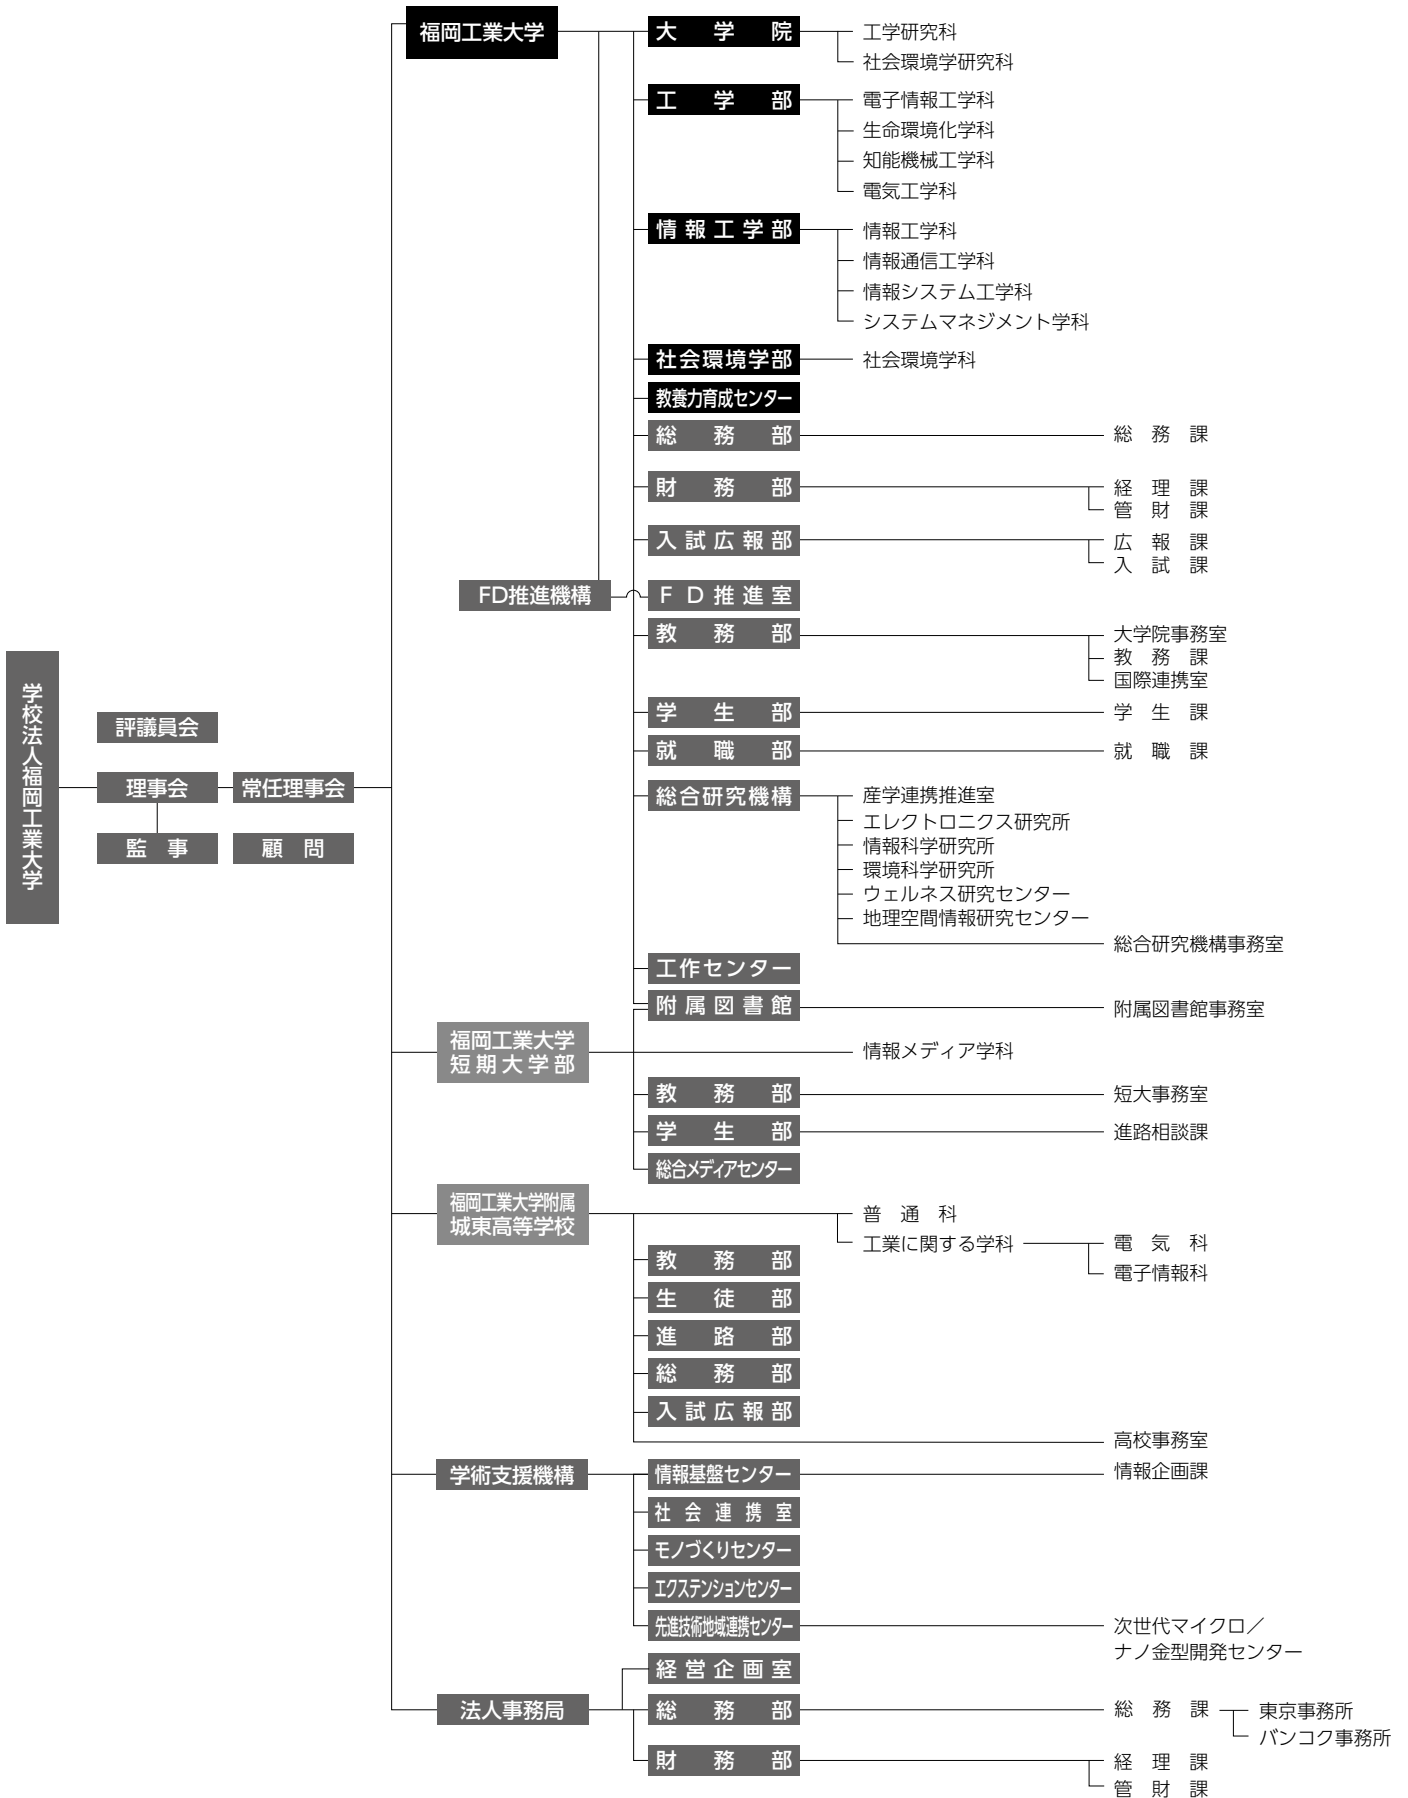 学校法人福岡工業大学
評議員会
理事会
監　事
常任理事会
顧　問
福岡工業大学
大　学　院
工学研究科
社会環境学研究科
工　学　部
電子情報工学科
生命環境化学科
知能機械工学科
電気工学科
情報工学部
情報工学科
情報通信工学科
情報システム工学科
システムマネジメント学科
社会環境学部
社会環境学科
教養力育成センター
総　務　部
総　務　課
財　務　部
経　理　課
管　財　課
入試広報部
広　報　課
入　試　課
FD推進機構
ＦＤ推進室
教　務　部
大学院事務室
教　務　課
国際連携室
学　生　部
学　生　課
就　職　部
就　職　課
総合研究機構
産学連携推進室
エレクトロニクス研究所
情報科学研究所
環境科学研究所
ウェルネス研究センター
地理空間情報研究センター
総合研究機構事務室
工作センター
附属図書館
附属図書館事務室
福岡工業大学
短期大学部
情報メディア学科
教　務　部
短大事務室
学　生　部
進路相談課
総合メディアセンター
福岡工業大学附属
城東高等学校
普　通　科
工業に関する学科
電　気　科
電子情報科
教　務　部
生　徒　部
進　路　部
総　務　部
入試広報部
高校事務室
学術支援機構
情報基盤センター
情報企画課
社会連携室
モノづくりセンター
エクステンションセンター
先進技術地域連携センター
次世代マイクロ／
ナノ金型開発センター
法人事務局
経営企画室
総　務　部
総　務　課
東京事務所
バンコク事務所
財　務　部
経　理　課
管　財　課